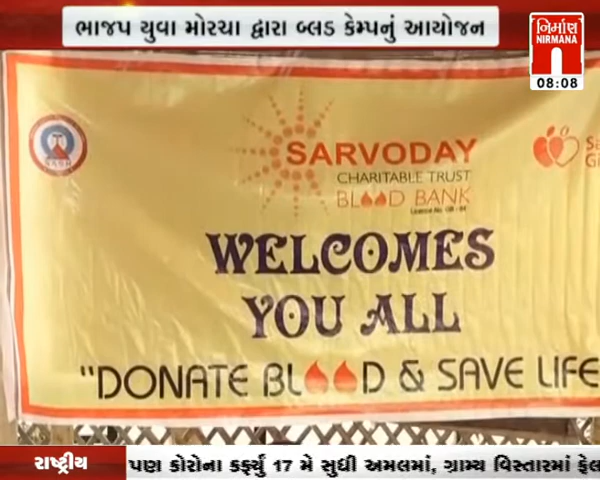 ભાજપ યુવા મોરચા દ્વારા બ્લડ કેમ્પનું આયોજન
નિર્માણ
NIRMANA
08:08
SARVODAY
CHARITABLE TRUST
BLOOD BANK
WELCOMES
YOU ALL
"DONATE BLOOD & SAVE LIFE
રાષ્ટ્રીય
પણ કોરોના કર્ફ્યું 17 મે સુધી અમલમાં, ગ્રામ્ય વિસ્તારમાં ફેલ